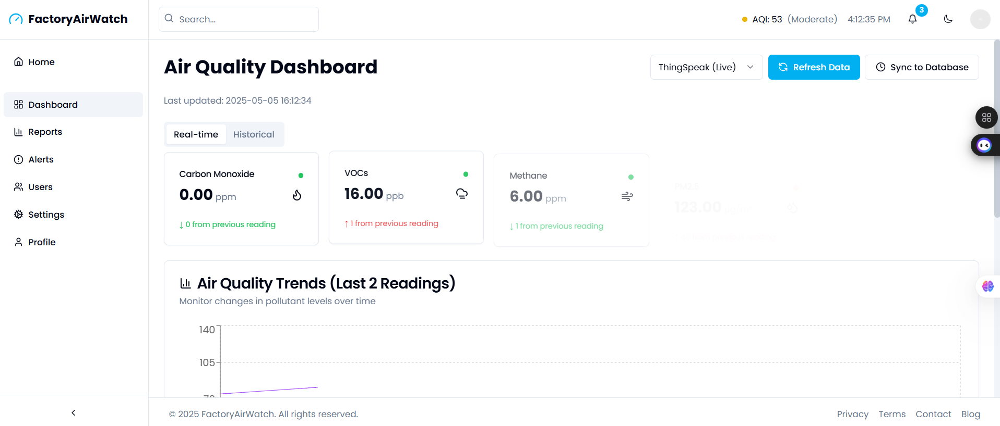 FactoryAirWatch
Search...
AQI: 53 (Moderate) 4:12:35 PM
3
Home
Dashboard
Reports
Alerts
Users
Settings
Profile
Air Quality Dashboard
ThingSpeak (Live)
Refresh Data
Sync to Database
Last updated: 2025-05-05 16:12:34
Real-time
Historical
Carbon Monoxide
0.00 ppm
↓ 0 from previous reading
VOCs
16.00 ppb
↑ 1 from previous reading
Methane
6.00 ppm
↓ 1 from previous reading
PM2.5
123.00
from previous reading
Air Quality Trends (Last 2 Readings)
Monitor changes in pollutant levels over time
140
105
© 2025 FactoryAirWatch. All rights reserved.
Privacy Terms Contact Blog